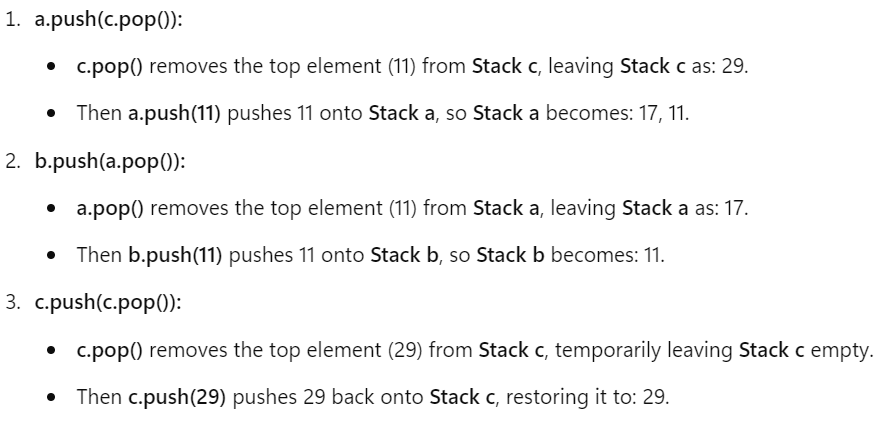 1. a.push(c.pop()):
• c.pop() removes the top element (11) from Stack c, leaving Stack c as: 29.
• Then a.push(11) pushes 11 onto Stack a, so Stack a becomes: 17, 11.
2. b.push(a.pop()):
• a.pop() removes the top element (11) from Stack a, leaving Stack a as: 17.
• Then b.push(11) pushes 11 onto Stack b, so Stack b becomes: 11.
3. c.push(c.pop()):
• c.pop() removes the top element (29) from Stack c, temporarily leaving Stack c empty.
• Then c.push(29) pushes 29 back onto Stack c, restoring it to: 29.